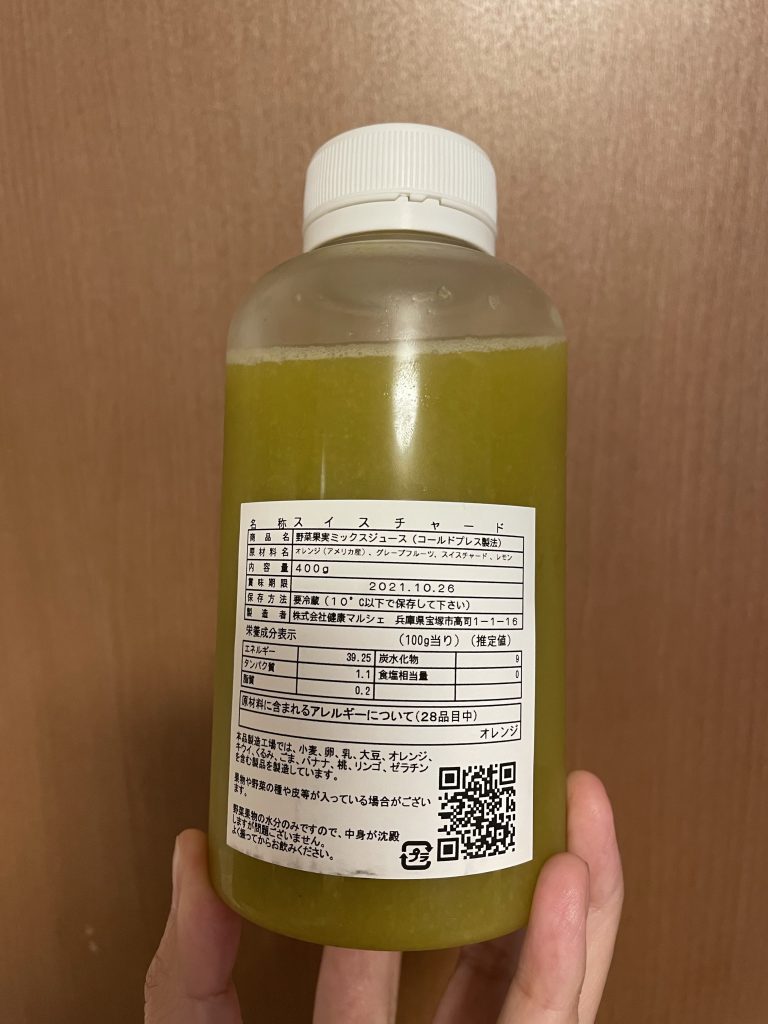 名称 スイスチャード
商品名 野菜果実ミックスジュース（コールドプレス製法）
原材料名 オレンジ（アメリカ産）、グレープフルーツ、スイスチャード、レモン
内容量 400g
賞味期限 2021.10.26
保存方法 要冷蔵（10°C以下で保存して下さい）
製造者 株式会社健康マルシェ 兵庫県宝塚市高司1-1-16
栄養成分表示 （100g当り）（推定値）
エネルギー 39.25 炭水化物 9
タンパク質 1.1 食塩相当量 0
脂質 0.2
原材料に含まれるアレルギーについて（28品目中）
オレンジ
本品製造工場では、小麦、卵、乳、大豆、オレンジ、
キウイ、くるみ、ごま、バナナ、桃、リンゴ、ゼラチン
を含む製品を製造しています。
果物や野菜の種や皮等が入っている場合がござい
ます。
野菜果物の水分のみですので、中身が沈殿
しますが問題ございません。
よく振ってからお飲みください。
プラ